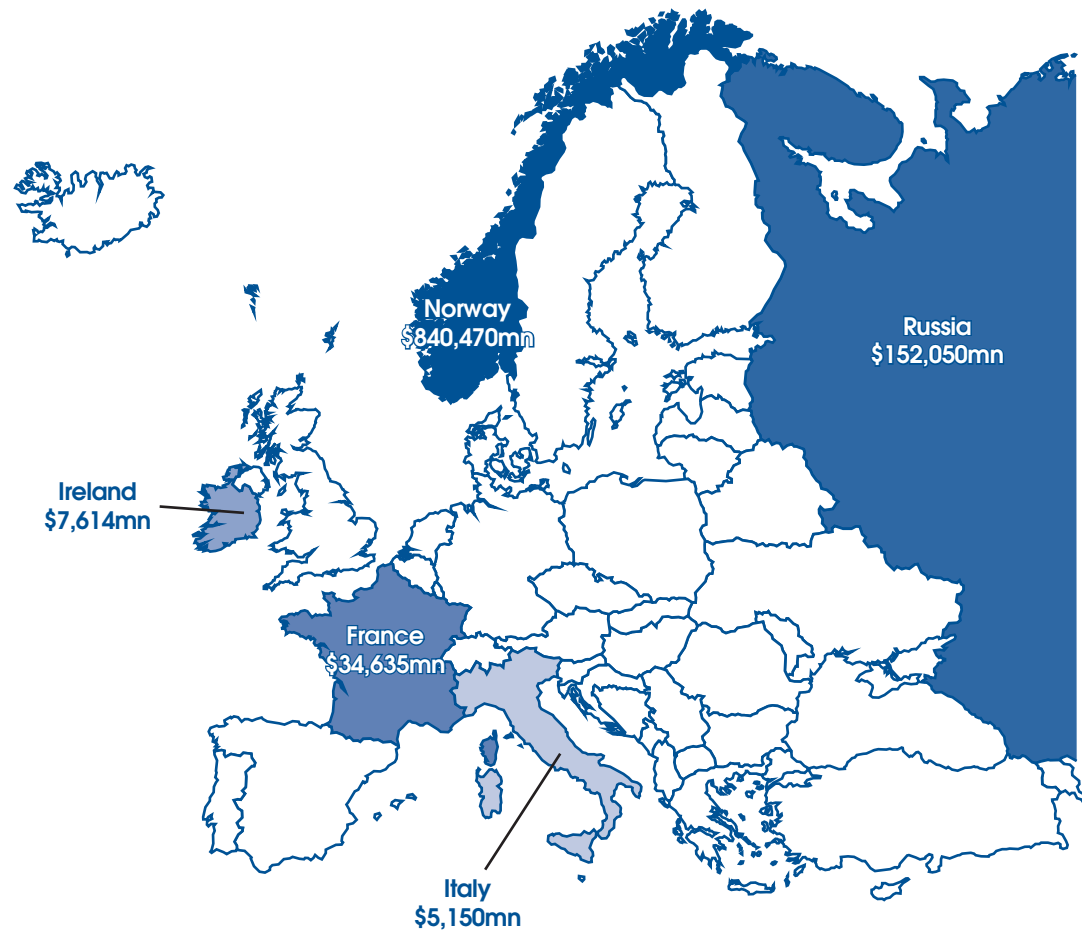 Norway
$840,470mn
Russia
$152,050mn
Ireland
$7,614mn
France
$34,635mn
Italy
$5,150mn